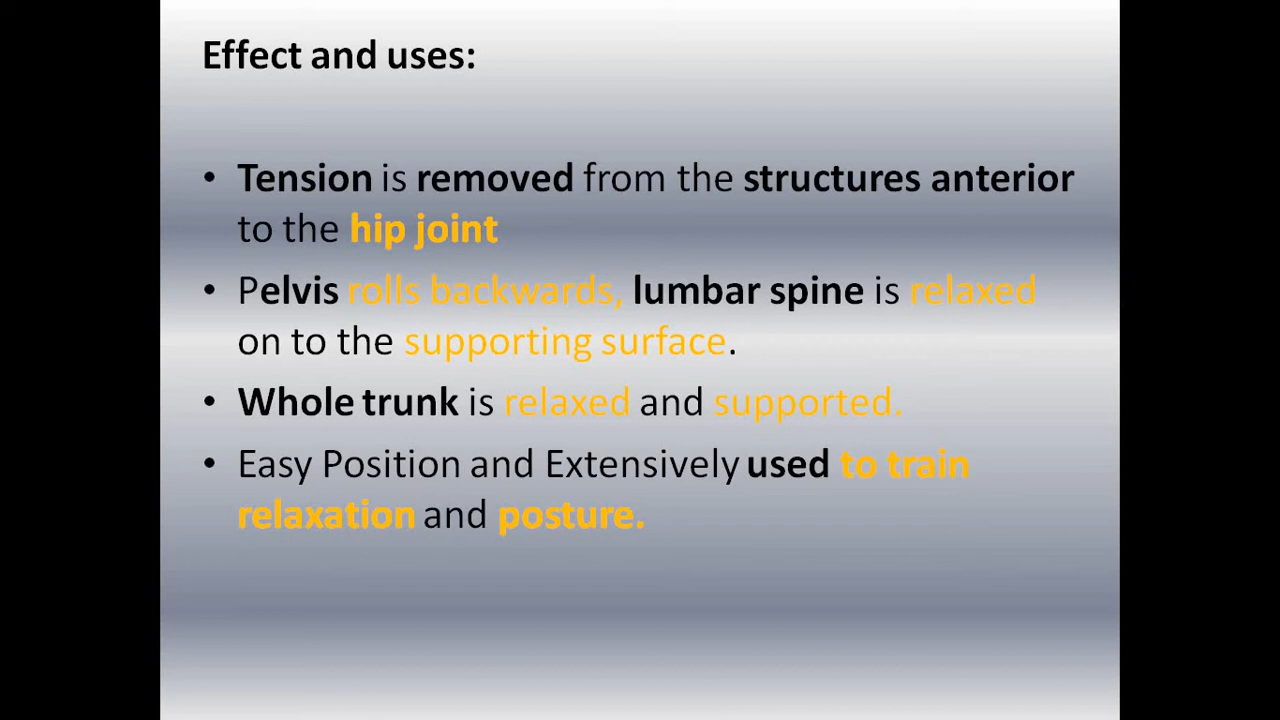 Effect and uses:
• Tension is removed from the structures anterior
to the hip joint
• Pelvis rolls backwards, lumbar spine is relaxed
on to the supporting surface.
• Whole trunk is relaxed and supported.
• Easy Position and Extensively used to train
relaxation and posture.